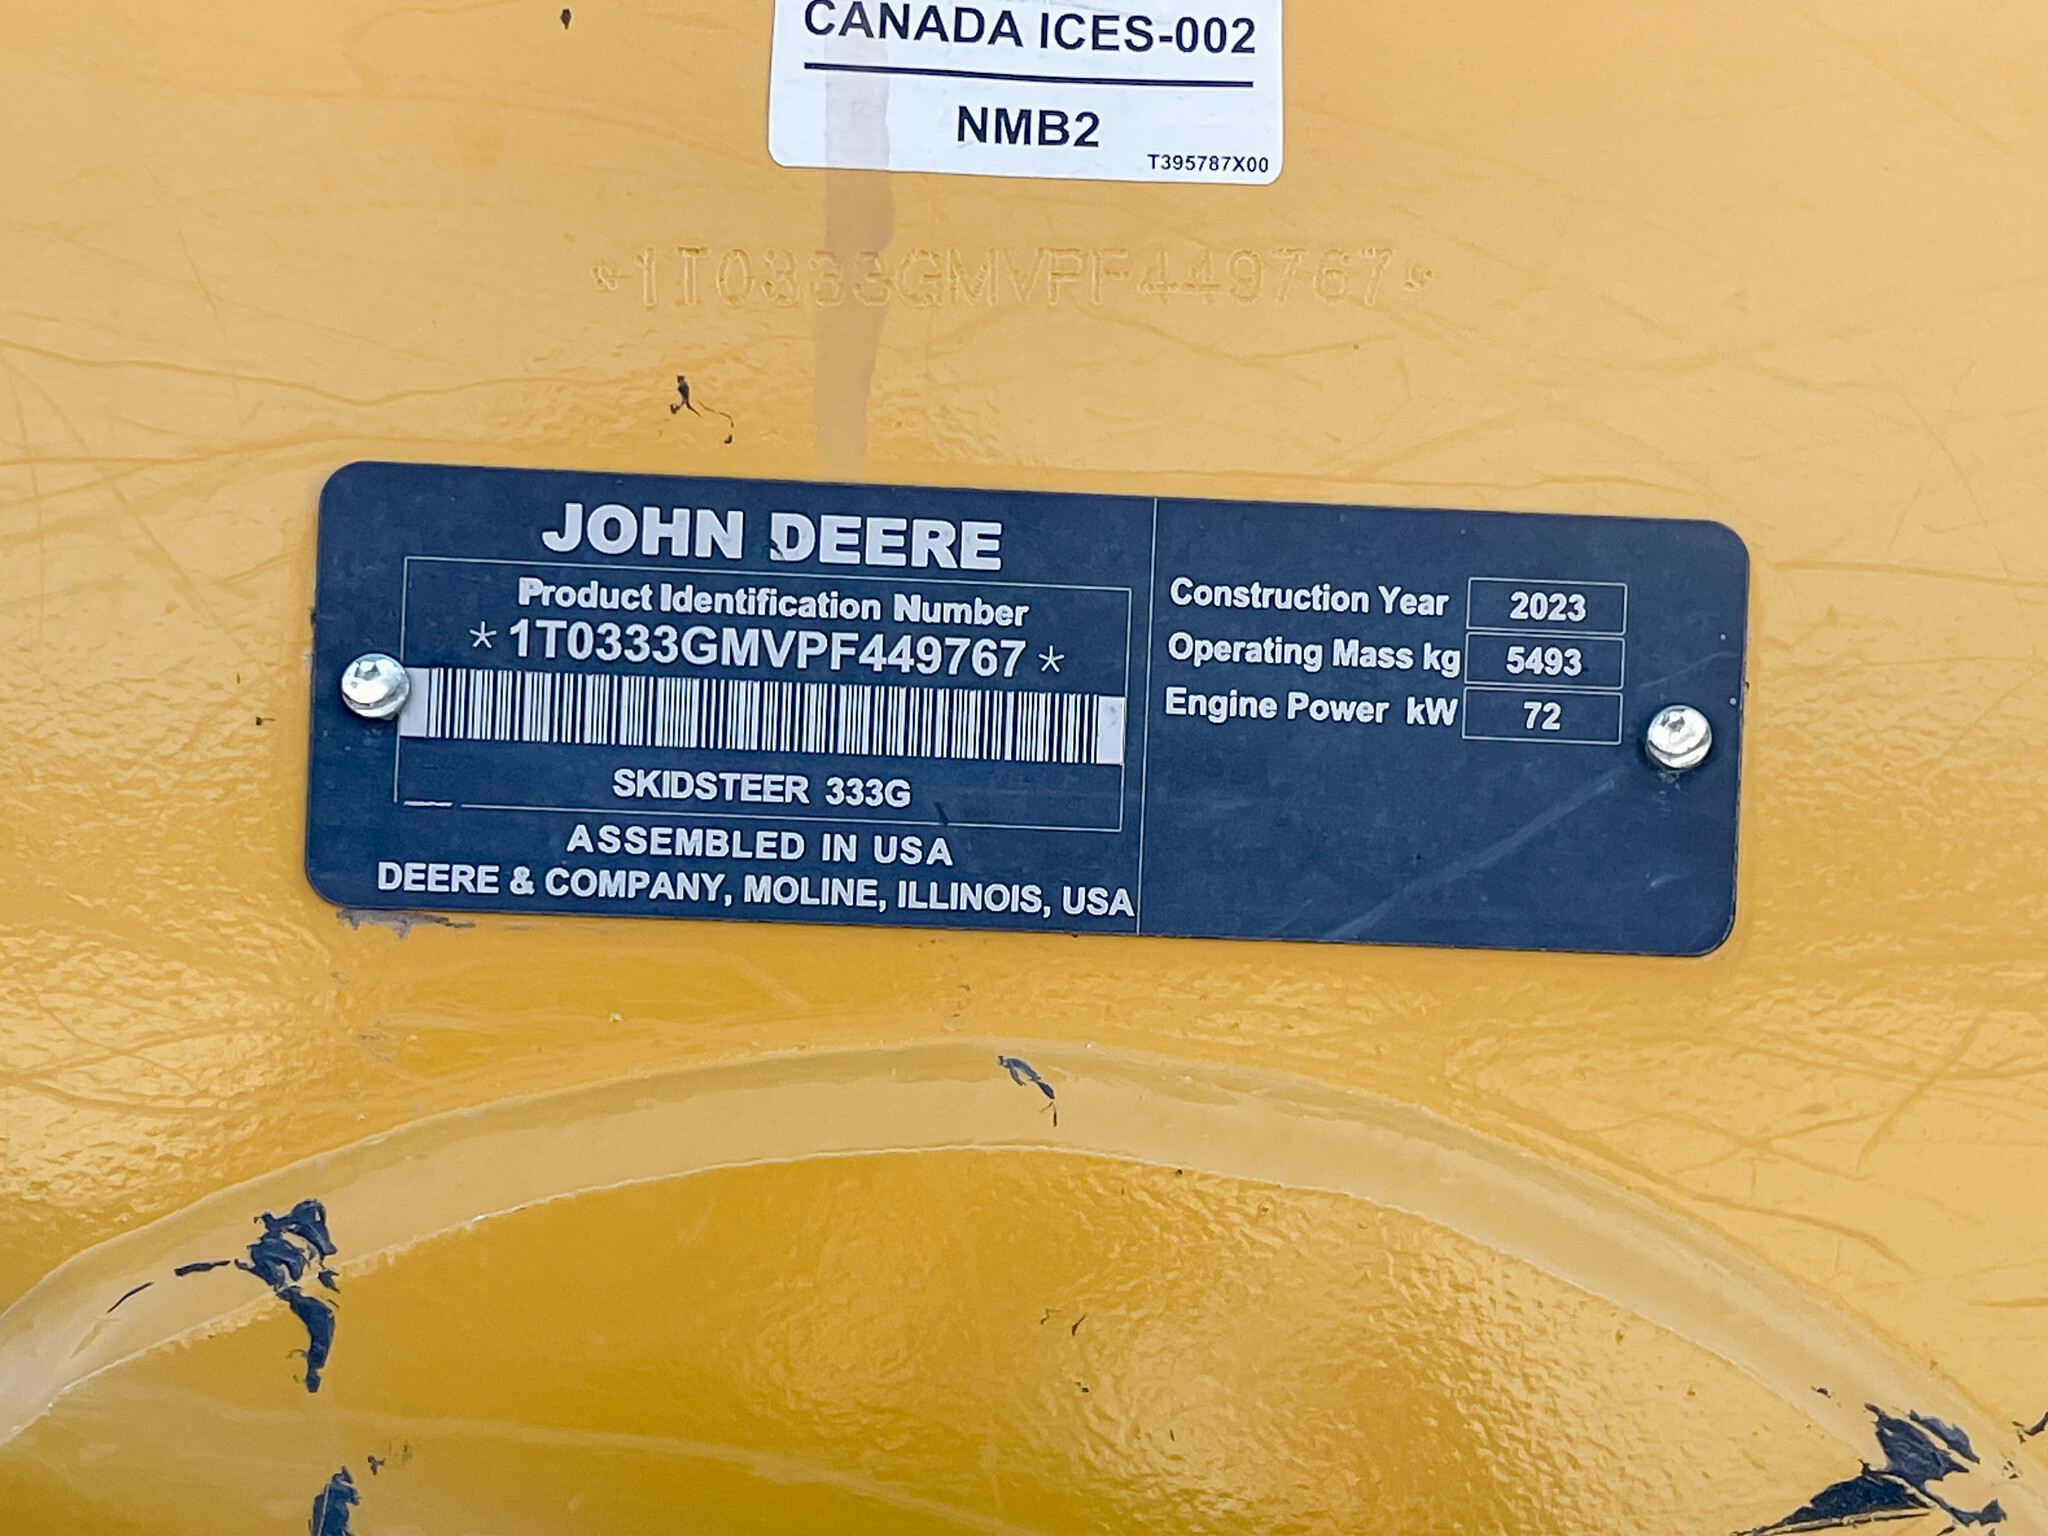 CANADA ICES-002
NMB2
T395787X00
*1T0333GMVPF449767*
JOHN DEERE
Product Identification Number
*1T0333GMVPF449767*
SKIDSTEER 333G
ASSEMBLED IN USA
DEERE & COMPANY, MOLINE, ILLINOIS, USA
Construction Year 2023
Operating Mass kg 5493
Engine Power kW 72